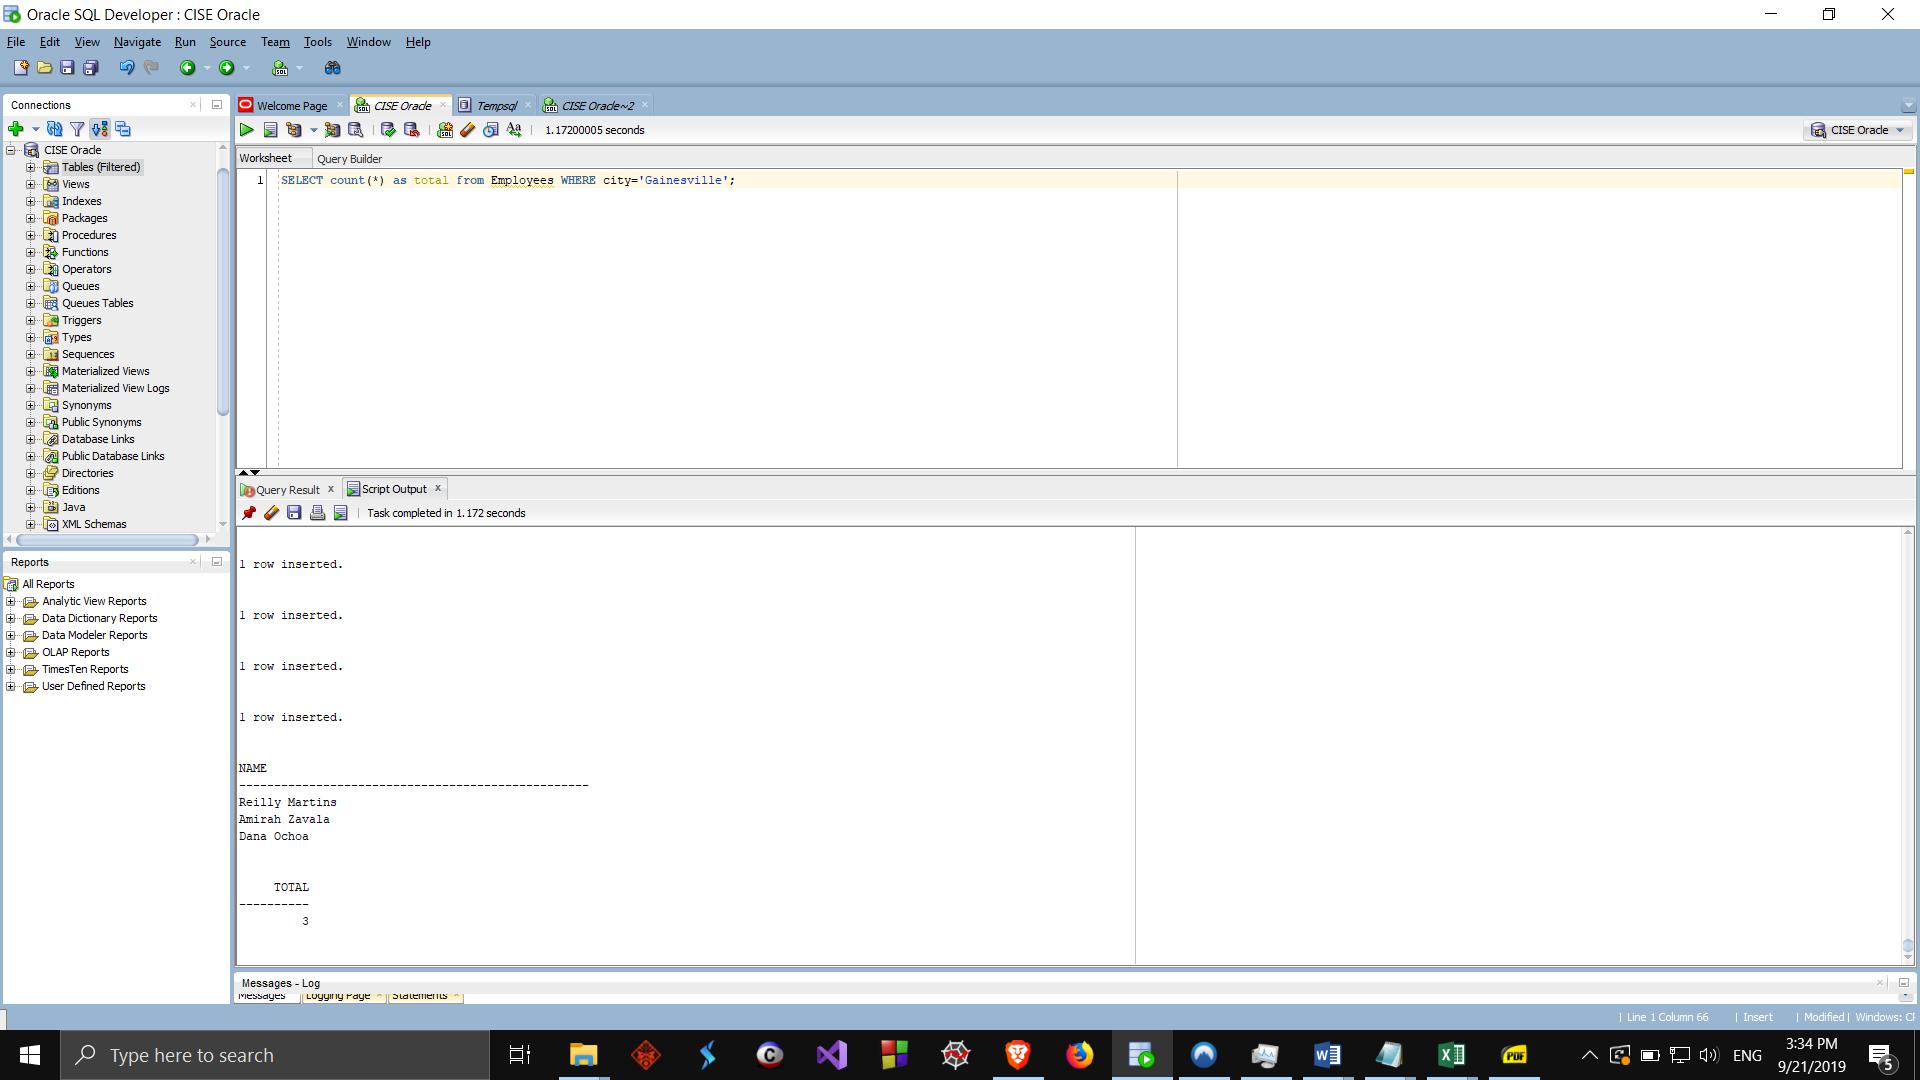 Oracle SQL Developer : CISE Oracle
File Edit View Navigate Run Source Team Tools Window Help
Connections
Welcome Page
CISE Oracle
Tempsql
CISE Oracle~2
1.17200005 seconds
CISE Oracle
Worksheet
Query Builder
1 SELECT count(*) as total from Employees WHERE city='Gainesville';
CISE Oracle
Tables (Filtered)
Views
Indexes
Packages
Procedures
Functions
Operators
Queues
Queues Tables
Triggers
Types
Sequences
Materialized Views
Materialized View Logs
Synonyms
Public Synonyms
Database Links
Public Database Links
Directories
Editions
Java
XML Schemas
Reports
All Reports
Analytic View Reports
Data Dictionary Reports
Data Modeler Reports
OLAP Reports
TimesTen Reports
User Defined Reports
Query Result
Script Output
Task completed in 1.172 seconds
1 row inserted.
1 row inserted.
1 row inserted.
1 row inserted.
NAME
--------------------------------------------------
Reilly Martins
Amirah Zavala
Dana Ochoa
TOTAL
----------
3
Messages - Log
Messages
Logging Page
Statements
Line 1 Column 66
Insert
Modified
Windows: CF
Type here to search
PDF
ENG
3:34 PM
9/21/2019
5